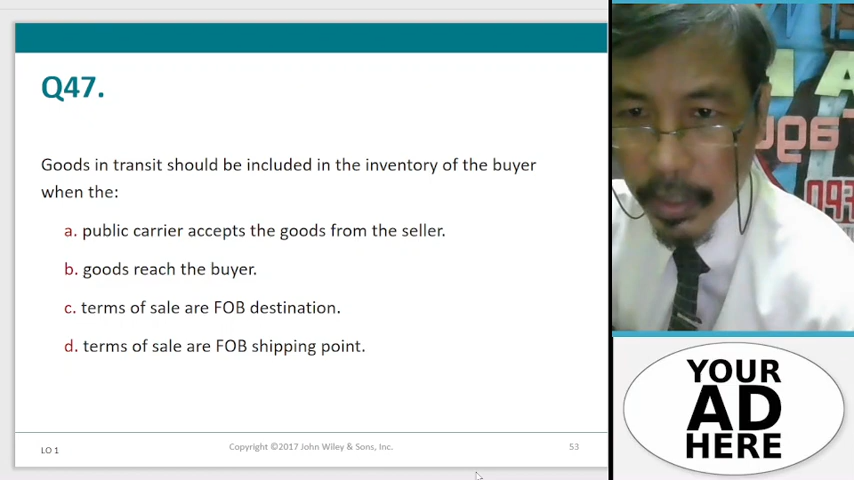 Q47.
Goods in transit should be included in the inventory of the buyer
when the:
a. public carrier accepts the goods from the seller.
b. goods reach the buyer.
c. terms of sale are FOB destination.
d. terms of sale are FOB shipping point.
LO 1
Copyright ©2017 John Wiley & Sons, Inc.
53
YOUR
AD
HERE